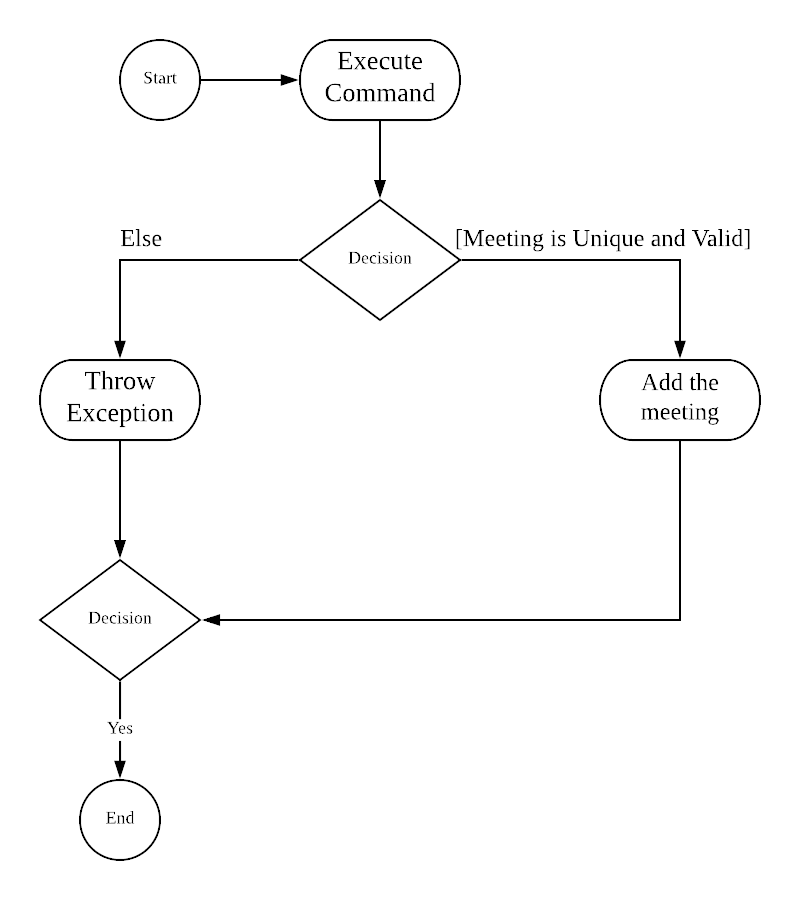 Start
Execute
Command
Else
Decision
[Meeting is Unique and Valid]
Throw
Exception
Add the
meeting
Decision
Yes
End